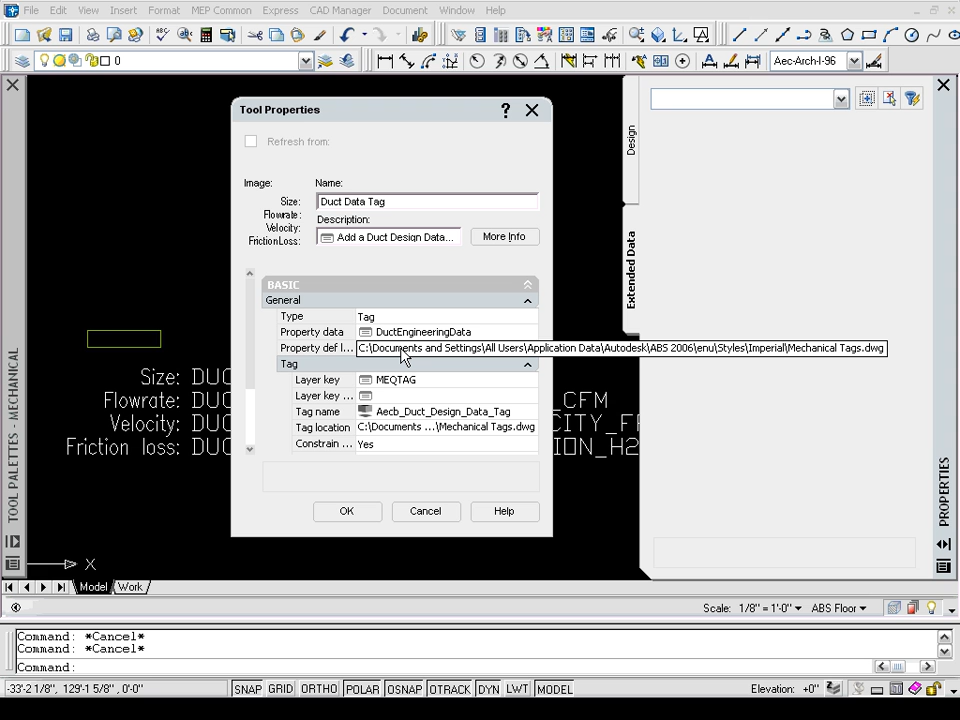 File Edit View Insert Format MEP Common Express CAD Manager Document Window Help
0
Aec-Arch-I-96
Tool Properties
Refresh from:
Image:
Name:
Size:
Flowrate:
Velocity:
FrictionLoss:
Duct Data Tag
Description:
Add a Duct Design Data...
More Info
BASIC
General
Type Tag
Property data DuctEngineeringData
Property def l... C:\Documents and Settings\All Users\Application Data\Autodesk\ABS 2006\enu\Styles\Imperial\Mechanical Tags.dwg
Tag
Layer key MEQTAG
Layer key ...
Tag name Aecb_Duct_Design_Data_Tag
Tag location C:\Documents ...\Mechanical Tags.dwg
Constrain ... Yes
OK Cancel Help
Size: DUC
Flowrate: DUC _CFM
Velocity: DUC CITY_F
Friction loss: DUC ION_H2
Design
Extended Data
TOOL PALETTES - MECHANICAL
PROPERTIES
X
Model Work
Scale: 1/8" = 1'-0" ABS Floor
Command: *Cancel*
Command: *Cancel*
Command:
-33'-2 1/8", 129'-1 5/8", 0'-0" SNAP GRID ORTHO POLAR OSNAP OTRACK DYN LWT MODEL Elevation: +0"